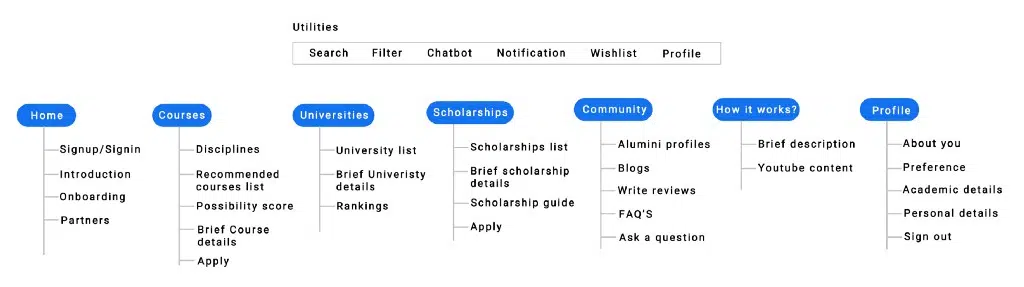 Utilities
Search Filter Chatbot Notification Wishlist Profile
Home
Signup/Signin
Introduction
Onboarding
Partners
Courses
Disciplines
Recommended
courses list
Possibility score
Brief Course
details
Apply
Universities
University list
Brief Univeristy
details
Rankings
Scholarships
Scholarships list
Brief scholarship
details
Scholarship guide
Apply
Community
Alumini profiles
Blogs
Write reviews
FAQ'S
Ask a question
How it works?
Brief description
Youtube content
Profile
About you
Preference
Academic details
Personal details
Sign out